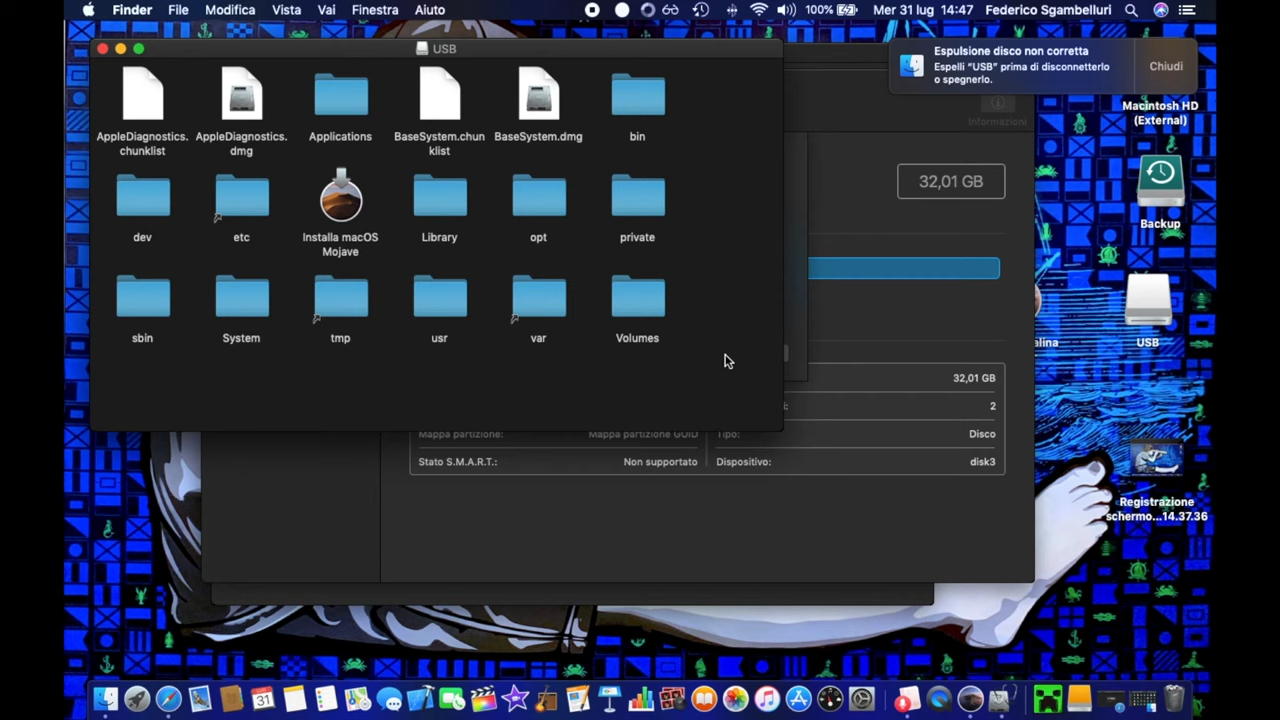 Finder File Modifica Vista Vai Finestra Aiuto 100% Mer 31 lug 14:47 Federico Sgambelluri
USB
Espulsione disco non corretta
Espelli “USB” prima di disconnetterlo
o spegnerlo.
Chiudi
Informazioni
Macintosh HD
(External)
AppleDiagnostics.
chunklist
AppleDiagnostics.
dmg
Applications
BaseSystem.chun
klist
BaseSystem.dmg
bin
32,01 GB
Backup
dev
etc
Installa macOS
Mojave
Library
opt
private
sbin
System
tmp
usr
var
Volumes
alina
USB
32,01 GB
2
Mappa partizione: Mappa partizione GUID Tipo: Disco
Stato S.M.A.R.T.: Non supportato Dispositivo: disk3
Registrazione
schermo...14.37.36
31